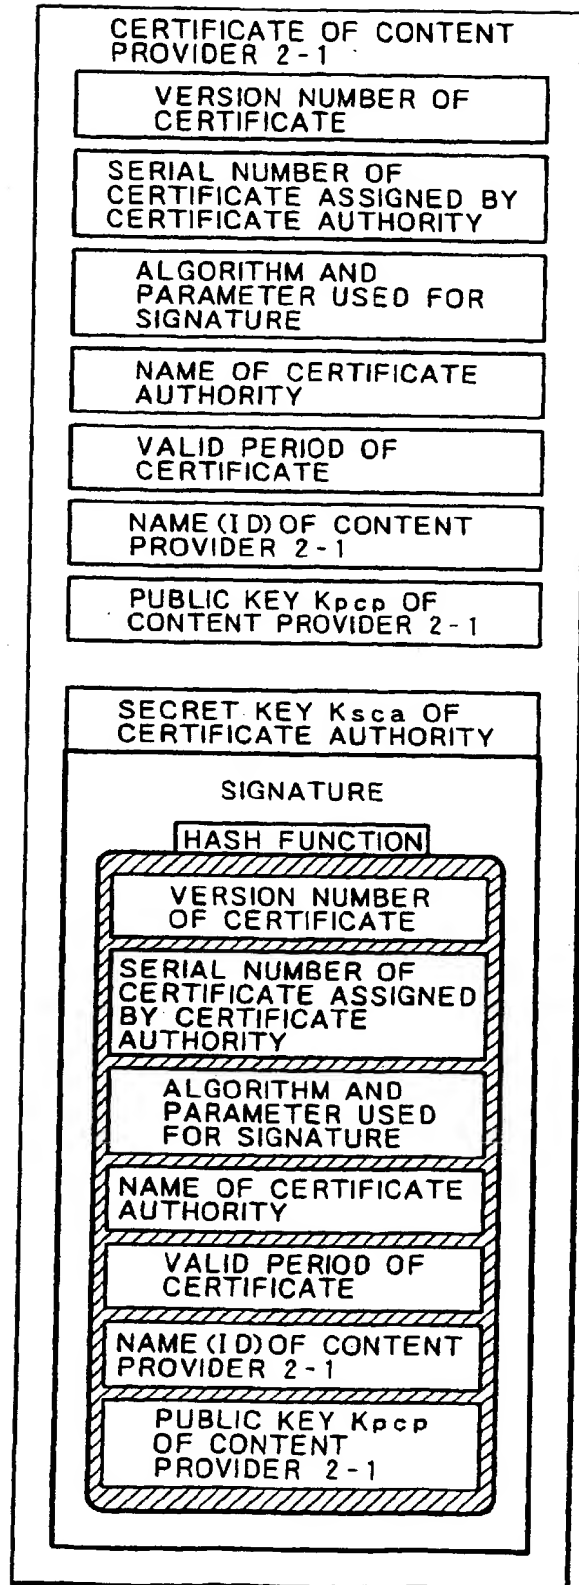 CERTIFICATE OF CONTENT
PROVIDER 2-1
VERSION NUMBER OF
CERTIFICATE
SERIAL NUMBER OF
CERTIFICATE ASSIGNED BY
CERTIFICATE AUTHORITY
ALGORITHM AND
PARAMETER USED FOR
SIGNATURE
NAME OF CERTIFICATE
AUTHORITY
VALID PERIOD OF
CERTIFICATE
NAME(ID)OF CONTENT
PROVIDER 2-1
PUBLIC KEY Kpcp OF
CONTENT PROVIDER 2-1
SECRET KEY Ksca OF
CERTIFICATE AUTHORITY
SIGNATURE
HASH FUNCTION
VERSION NUMBER
OF CERTIFICATE
SERIAL NUMBER OF
CERTIFICATE ASSIGNED
BY CERTIFICATE
AUTHORITY
ALGORITHM AND
PARAMETER USED
FOR SIGNATURE
NAME OF CERTIFICATE
AUTHORITY
VALID PERIOD OF
CERTIFICATE
NAME(ID)OF CONTENT
PROVIDER 2-1
PUBLIC KEY Kpcp
OF CONTENT
PROVIDER 2-1